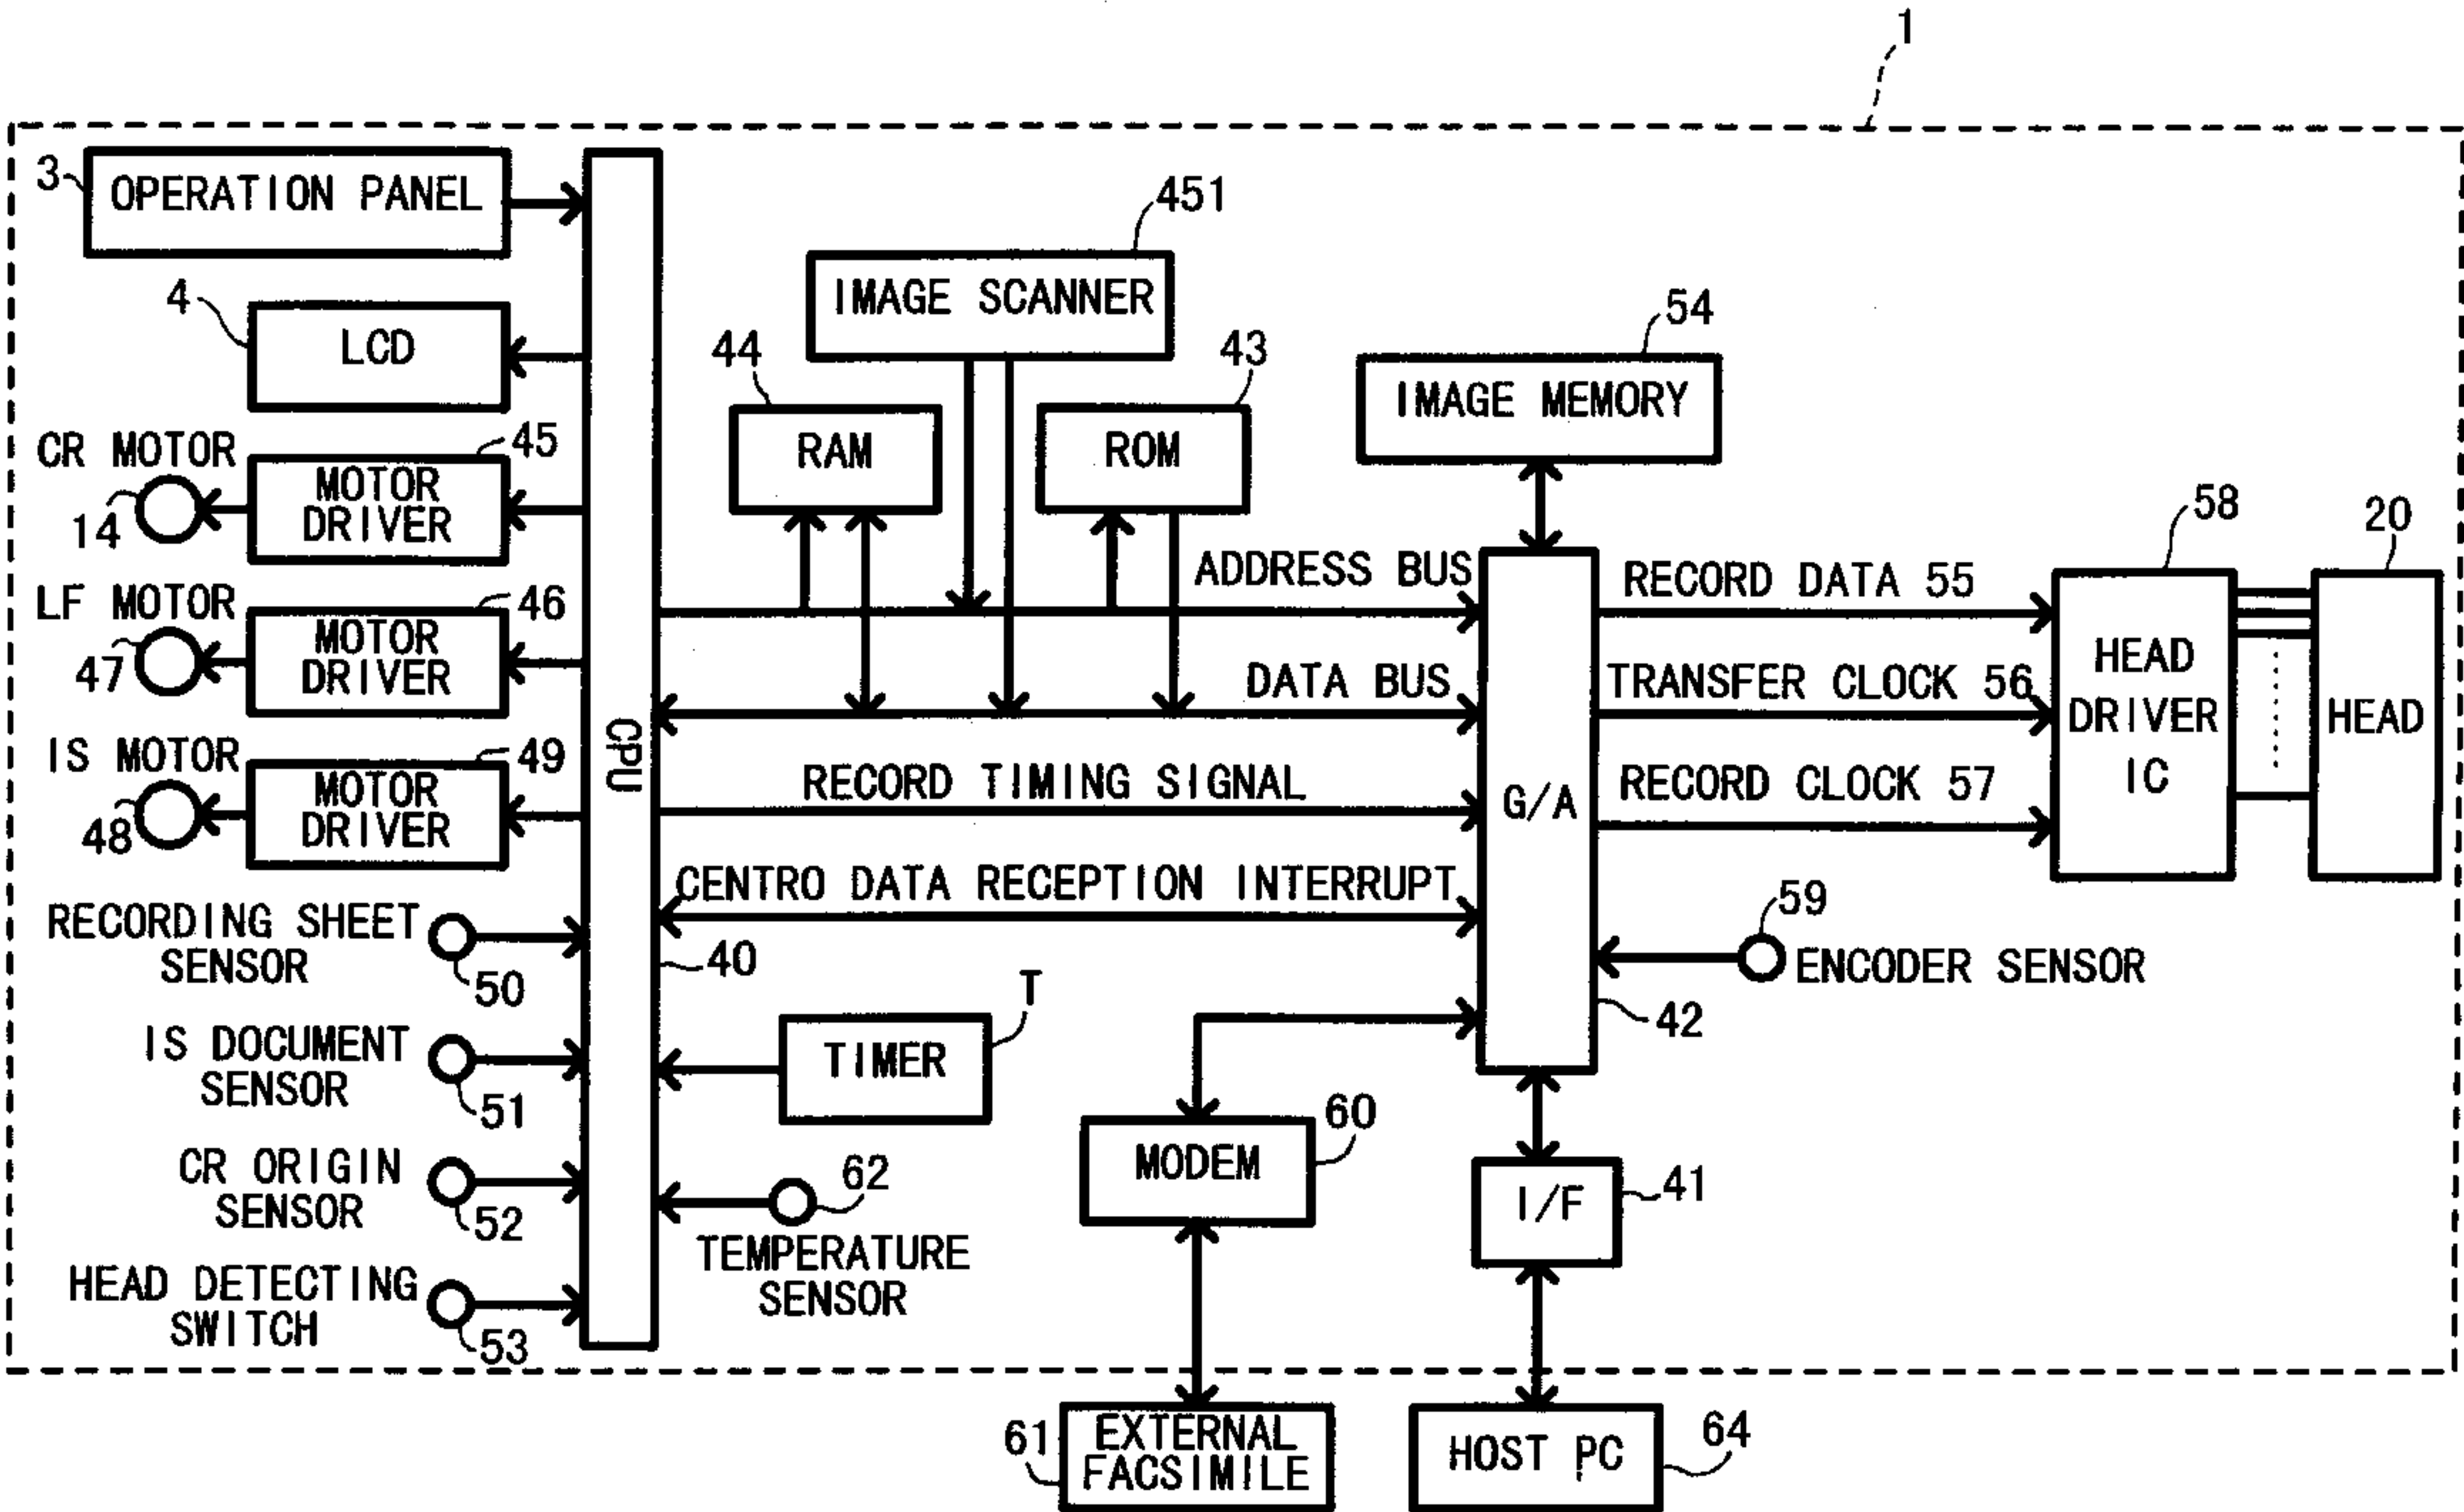 1
3
OPERATION PANEL
4
LCD
CR MOTOR
14
45
MOTOR
DRIVER
LF MOTOR
47
46
MOTOR
DRIVER
IS MOTOR
48
49
MOTOR
DRIVER
RECORDING SHEET
SENSOR
50
IS DOCUMENT
SENSOR
51
CR ORIGIN
SENSOR
52
HEAD DETECTING
SWITCH
53
CPU
40
451
IMAGE SCANNER
44
RAM
43
ROM
54
IMAGE MEMORY
ADDRESS BUS
DATA BUS
RECORD TIMING SIGNAL
CENTRO DATA RECEPTION INTERRUPT
T
TIMER
62
TEMPERATURE
SENSOR
G/A
42
RECORD DATA 55
TRANSFER CLOCK 56
RECORD CLOCK 57
58
HEAD
DRIVER
IC
20
HEAD
59
ENCODER SENSOR
60
MODEM
41
I/F
61
EXTERNAL
FACSIMILE
HOST PC
64